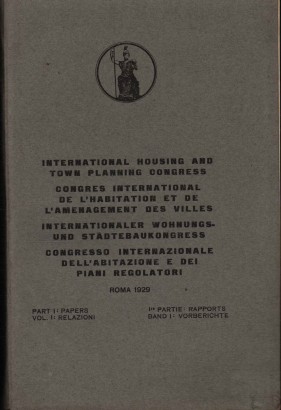 INTERNATIONAL HOUSING AND
TOWN PLANNING CONGRESS
CONGRES INTERNATIONAL
DE L'HABITATION ET DE
L'AMENAGEMENT DES VILLES
INTERNATIONALER WOHNUNGS-
UND STÄDTEBAUKONGRESS
CONGRESSO INTERNAZIONALE
DELL'ABITAZIONE E DEI
PIANI REGOLATORI
ROMA 1929
PART I: PAPERS
VOL. I: RELAZIONI
1re PARTIE: RAPPORTS
BAND I: VORBERICHTE